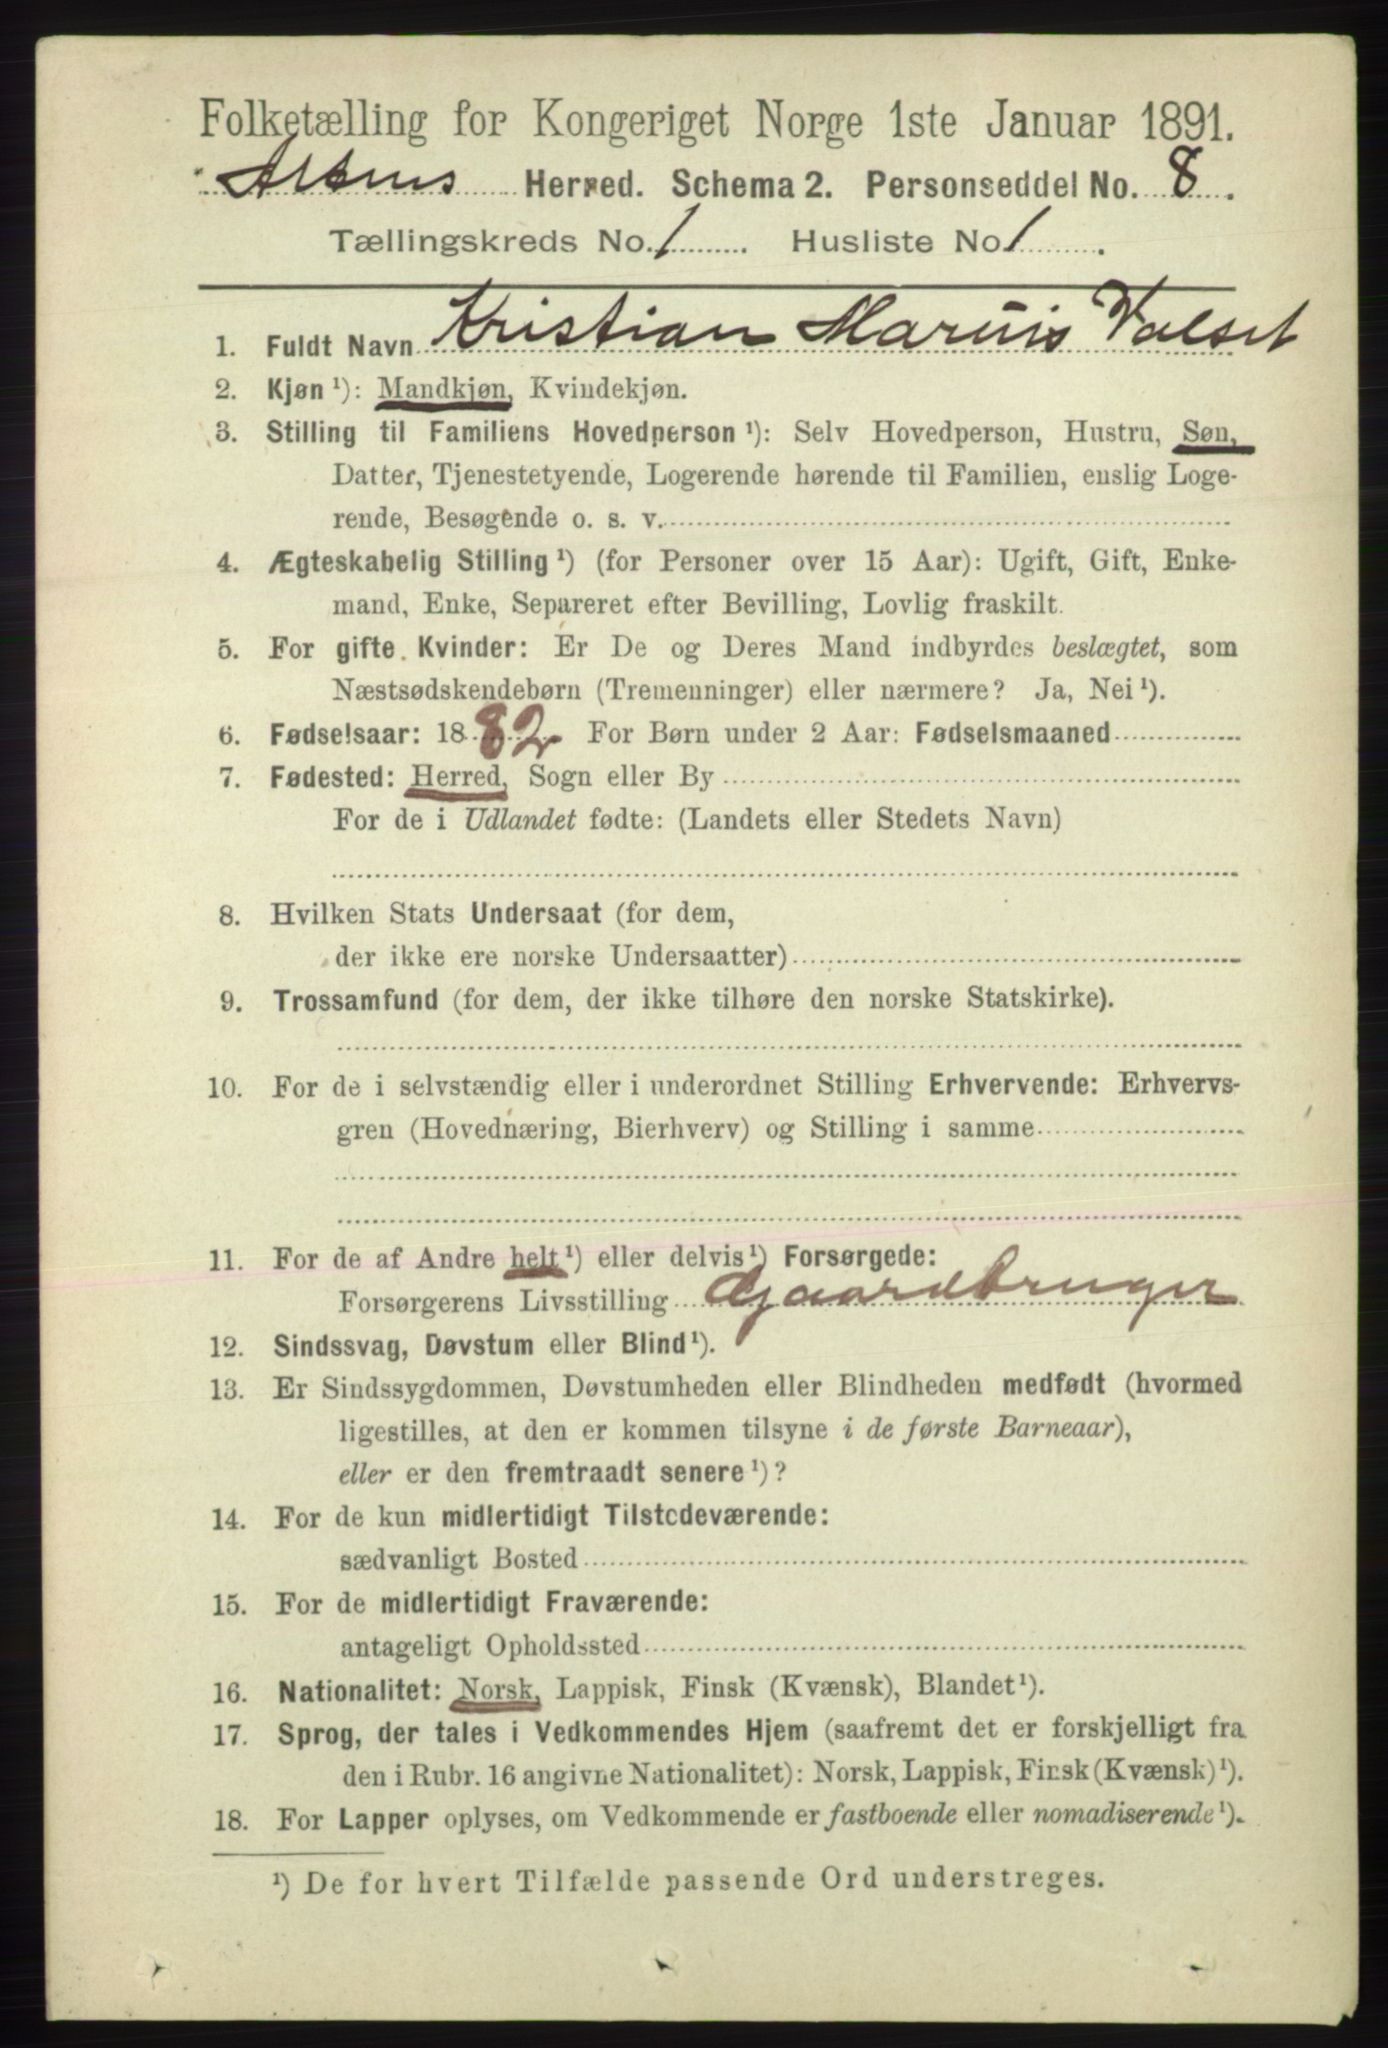 Folketælling for Kongeriget Norge 1ste Januar 1891.
Altens Herred. Schema 2. Personseddel No. 8.
Tællingskreds No. 1. Husliste No 1.
1. Fuldt Navn Kristian Maruis Valset
2. Kjøn ¹): Mandkjøn, Kvindekjøn.
3. Stilling til Familiens Hovedperson ¹): Selv Hovedperson, Hustru, Søn,
Datter, Tjenestetyende, Logerende hørende til Familien, enslig Loge-
rende, Besøgende o. s. v.
4. Ægteskabelig Stilling ¹) (for Personer over 15 Aar): Ugift, Gift, Enke-
mand, Enke, Separeret efter Bevilling, Lovlig fraskilt.
5. For gifte Kvinder: Er De og Deres Mand indbyrdes beslægtet, som
Næstsødskendebørn (Tremenninger) eller nærmere? Ja, Nei ¹).
6. Fødselsaar: 1882 For Børn under 2 Aar: Fødselsmaaned
7. Fødested: Herred, Sogn eller By
For de i Udlandet fødte: (Landets eller Stedets Navn)
8. Hvilken Stats Undersaat (for dem,
der ikke ere norske Undersaatter)
9. Trossamfund (for dem, der ikke tilhøre den norske Statskirke).
10. For de i selvstændig eller i underordnet Stilling Erhvervende: Erhvervs-
gren (Hovednæring, Bierhverv) og Stilling i samme
11. For de af Andre helt ¹) eller delvis ¹) Forsørgede:
Forsørgerens Livsstilling Gjaardbruger
12. Sindssvag, Døvstum eller Blind ¹).
13. Er Sindssygdommen, Døvstumheden eller Blindheden medfødt (hvormed
ligestilles, at den er kommen tilsyne i de første Barneaar),
eller er den fremtraadt senere ¹)?
14. For de kun midlertidigt Tilstedeværende:
sædvanligt Bosted
15. For de midlertidigt Fraværende:
antageligt Opholdssted
16. Nationalitet: Norsk, Lappisk, Finsk (Kvænsk), Blandet ¹).
17. Sprog, der tales i Vedkommendes Hjem (saafremt det er forskjelligt fra
den i Rubr. 16 angivne Nationalitet): Norsk, Lappisk, Finsk (Kvænsk) ¹).
18. For Lapper oplyses, om Vedkommende er fastboende eller nomadiserende ¹).
¹) De for hvert Tilfælde passende Ord understreges.